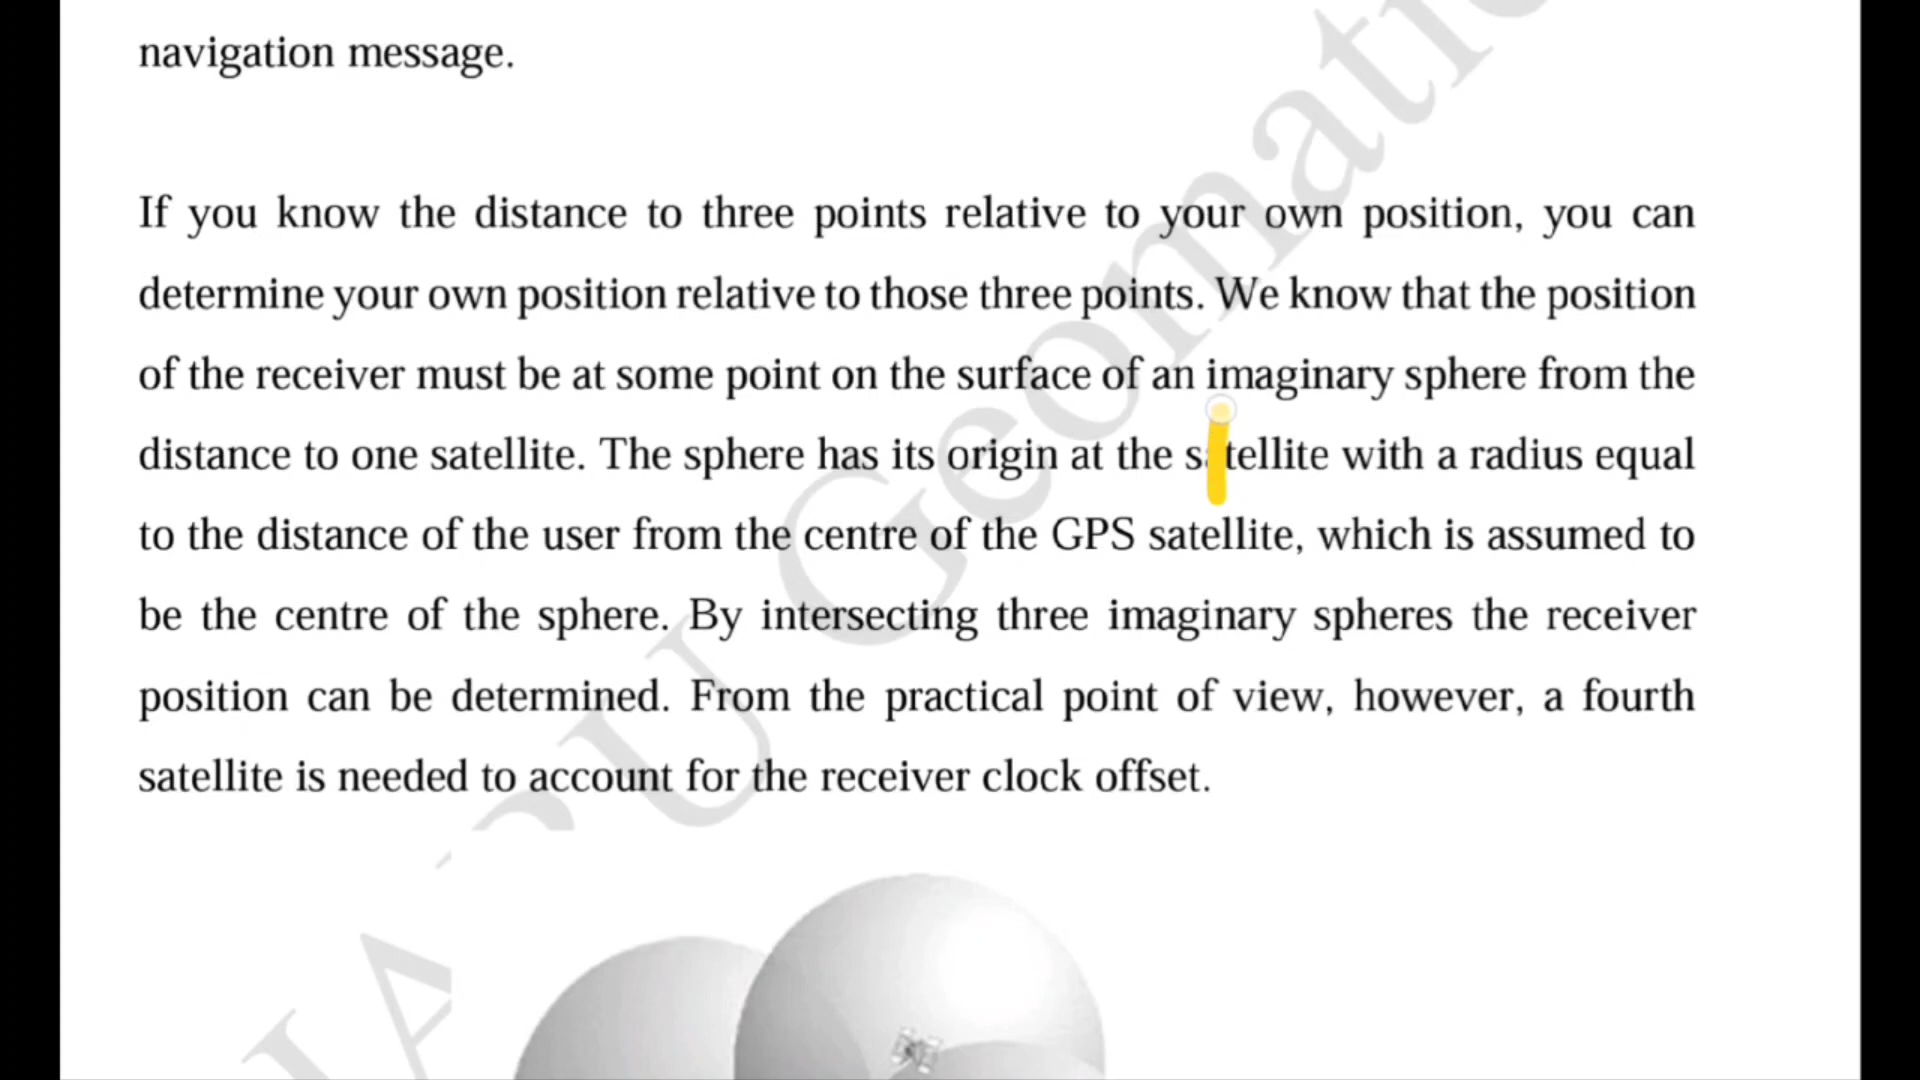 navigation message.
If you know the distance to three points relative to your own position, you can
determine your own position relative to those three points. We know that the position
of the receiver must be at some point on the surface of an imaginary sphere from the
distance to one satellite. The sphere has its origin at the satellite with a radius equal
to the distance of the user from the centre of the GPS satellite, which is assumed to
be the centre of the sphere. By intersecting three imaginary spheres the receiver
position can be determined. From the practical point of view, however, a fourth
satellite is needed to account for the receiver clock offset.